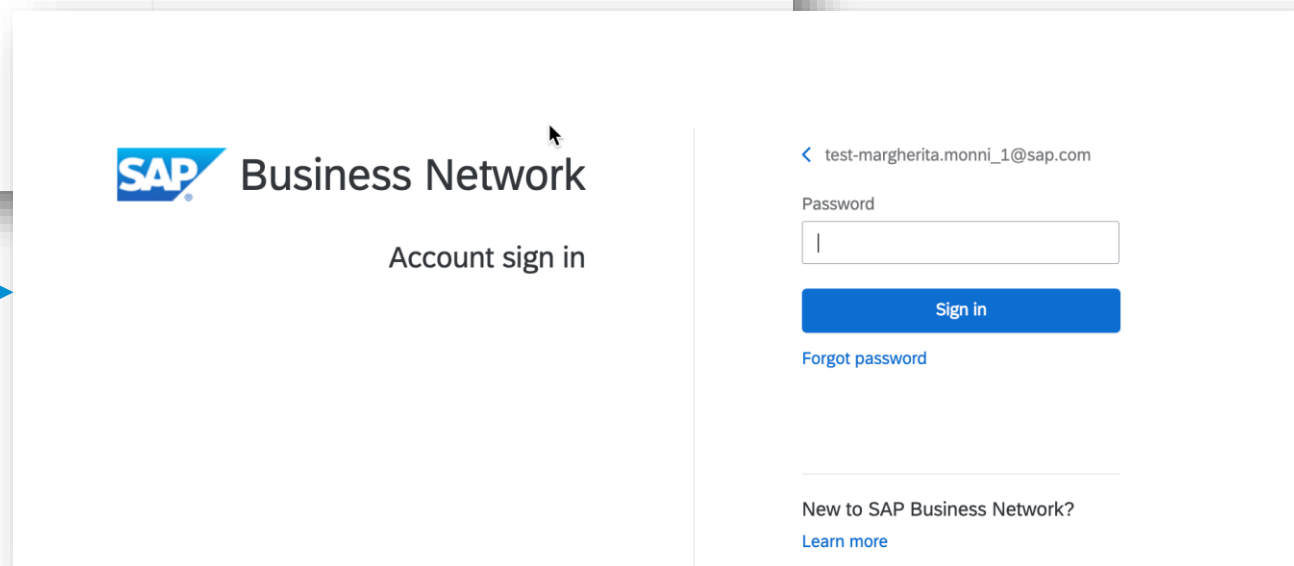 SAP Business Network
Account sign in
test-margherita.monni_1@sap.com
Password
Sign in
Forgot password
New to SAP Business Network?
Learn more